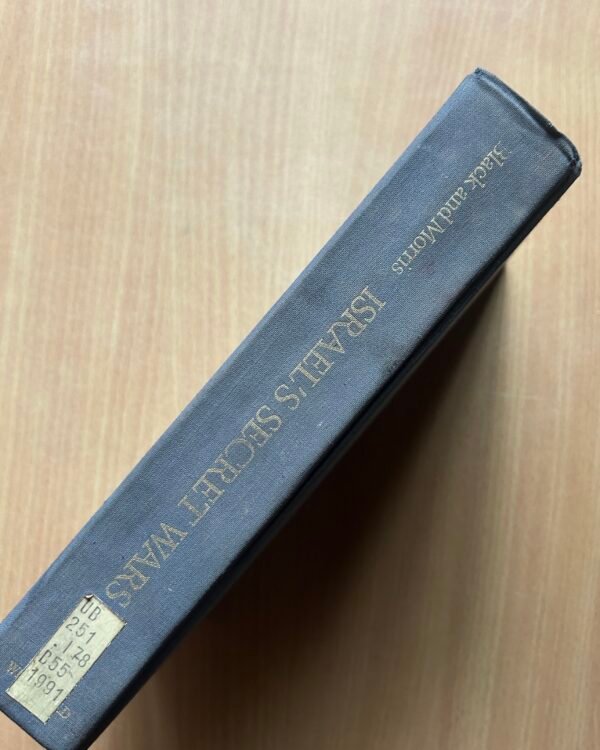 Black and Morris
ISRAEL'S SECRET WARS
UB
251
.I78
B55
1991